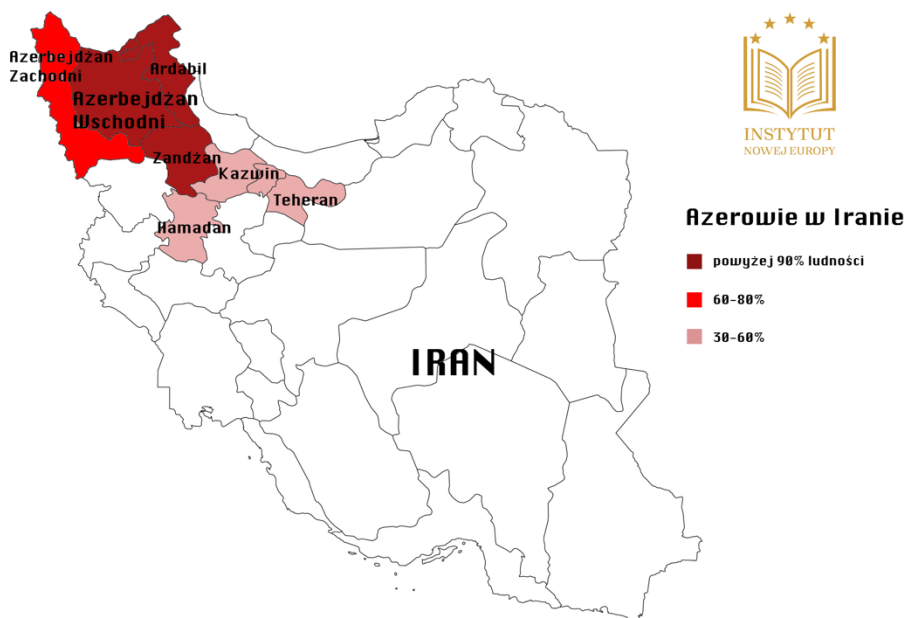 Azerbejdżan
Zachodni
Ardabil
Azerbejdżan
Wschodni
Zandżan
Kazwin
Teheran
Hamadan
IRAN
INSTYTUT
NOWEJ EUROPY
Azerowie w Iranie
powyżej 90% ludności
60-80%
30-60%